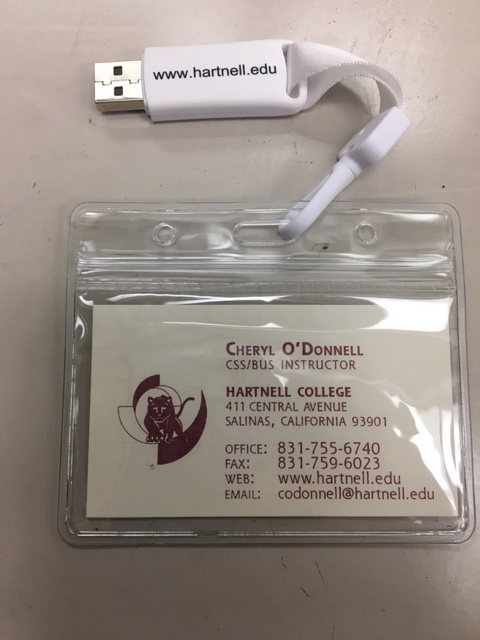 www.hartnell.edu
CHERYL O'DONNELL
CSS/BUS INSTRUCTOR
HARTNELL COLLEGE
411 CENTRAL AVENUE
SALINAS, CALIFORNIA 93901
OFFICE: 831-755-6740
FAX: 831-759-6023
WEB: www.hartnell.edu
EMAIL: codonnell@hartnell.edu